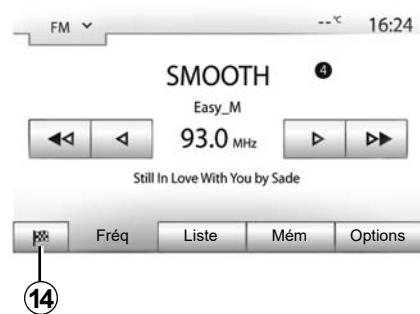 FM --°C 16:24
SMOOTH 4
Easy_M
93.0 MHz
Still In Love With You by Sade
Fréq Liste Mém Options
14